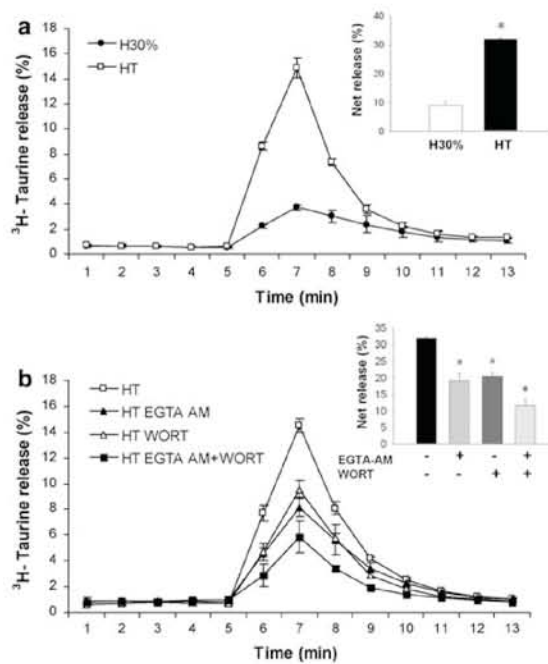 a
18
16
14
12
10
8
6
4
2
0
³H- Taurine release (%)
H30%
HT
40
30
20
10
0
Net release (%)
*
H30% HT
1 2 3 4 5 6 7 8 9 10 11 12 13
Time (min)
b
18
16
14
12
10
8
6
4
2
0
³H- Taurine release (%)
HT
HT EGTA AM
HT WORT
HT EGTA AM+WORT
35
30
25
20
15
10
5
0
Net release (%)
* * *
EGTA-AM - + - +
WORT - - + +
1 2 3 4 5 6 7 8 9 10 11 12 13
Time (min)